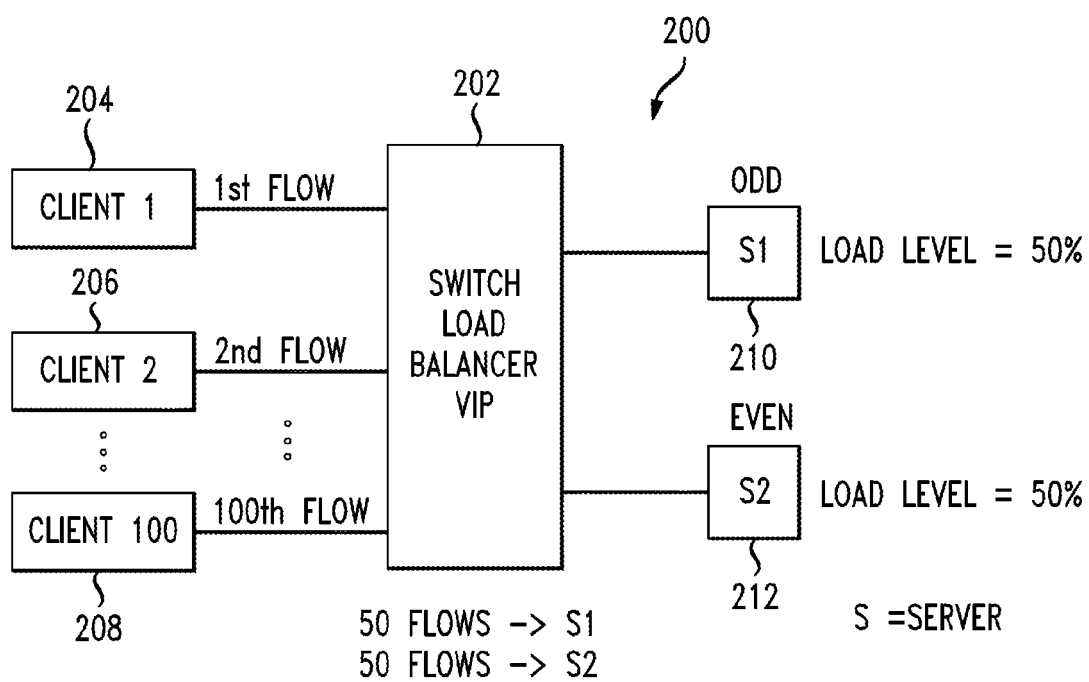 200
202
204
CLIENT 1
1st FLOW
ODD
S1
LOAD LEVEL = 50%
210
206
CLIENT 2
2nd FLOW
SWITCH
LOAD
BALANCER
VIP
EVEN
S2
LOAD LEVEL = 50%
212
CLIENT 100
100th FLOW
208
50 FLOWS -> S1
50 FLOWS -> S2
S =SERVER